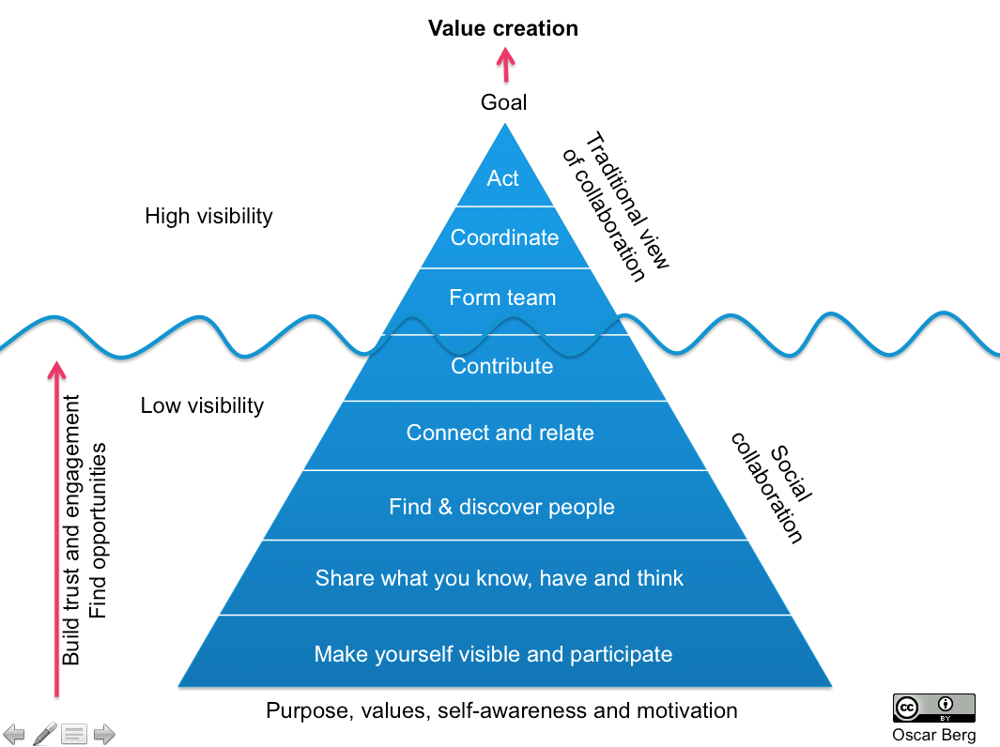 Value creation
Goal
Act
Coordinate
Form team
Contribute
Connect and relate
Find & discover people
Share what you know, have and think
Make yourself visible and participate
Purpose, values, self-awareness and motivation
High visibility
Low visibility
Build trust and engagement
Find opportunities
Traditional view
of collaboration
Social
collaboration
cc
BY
Oscar Berg